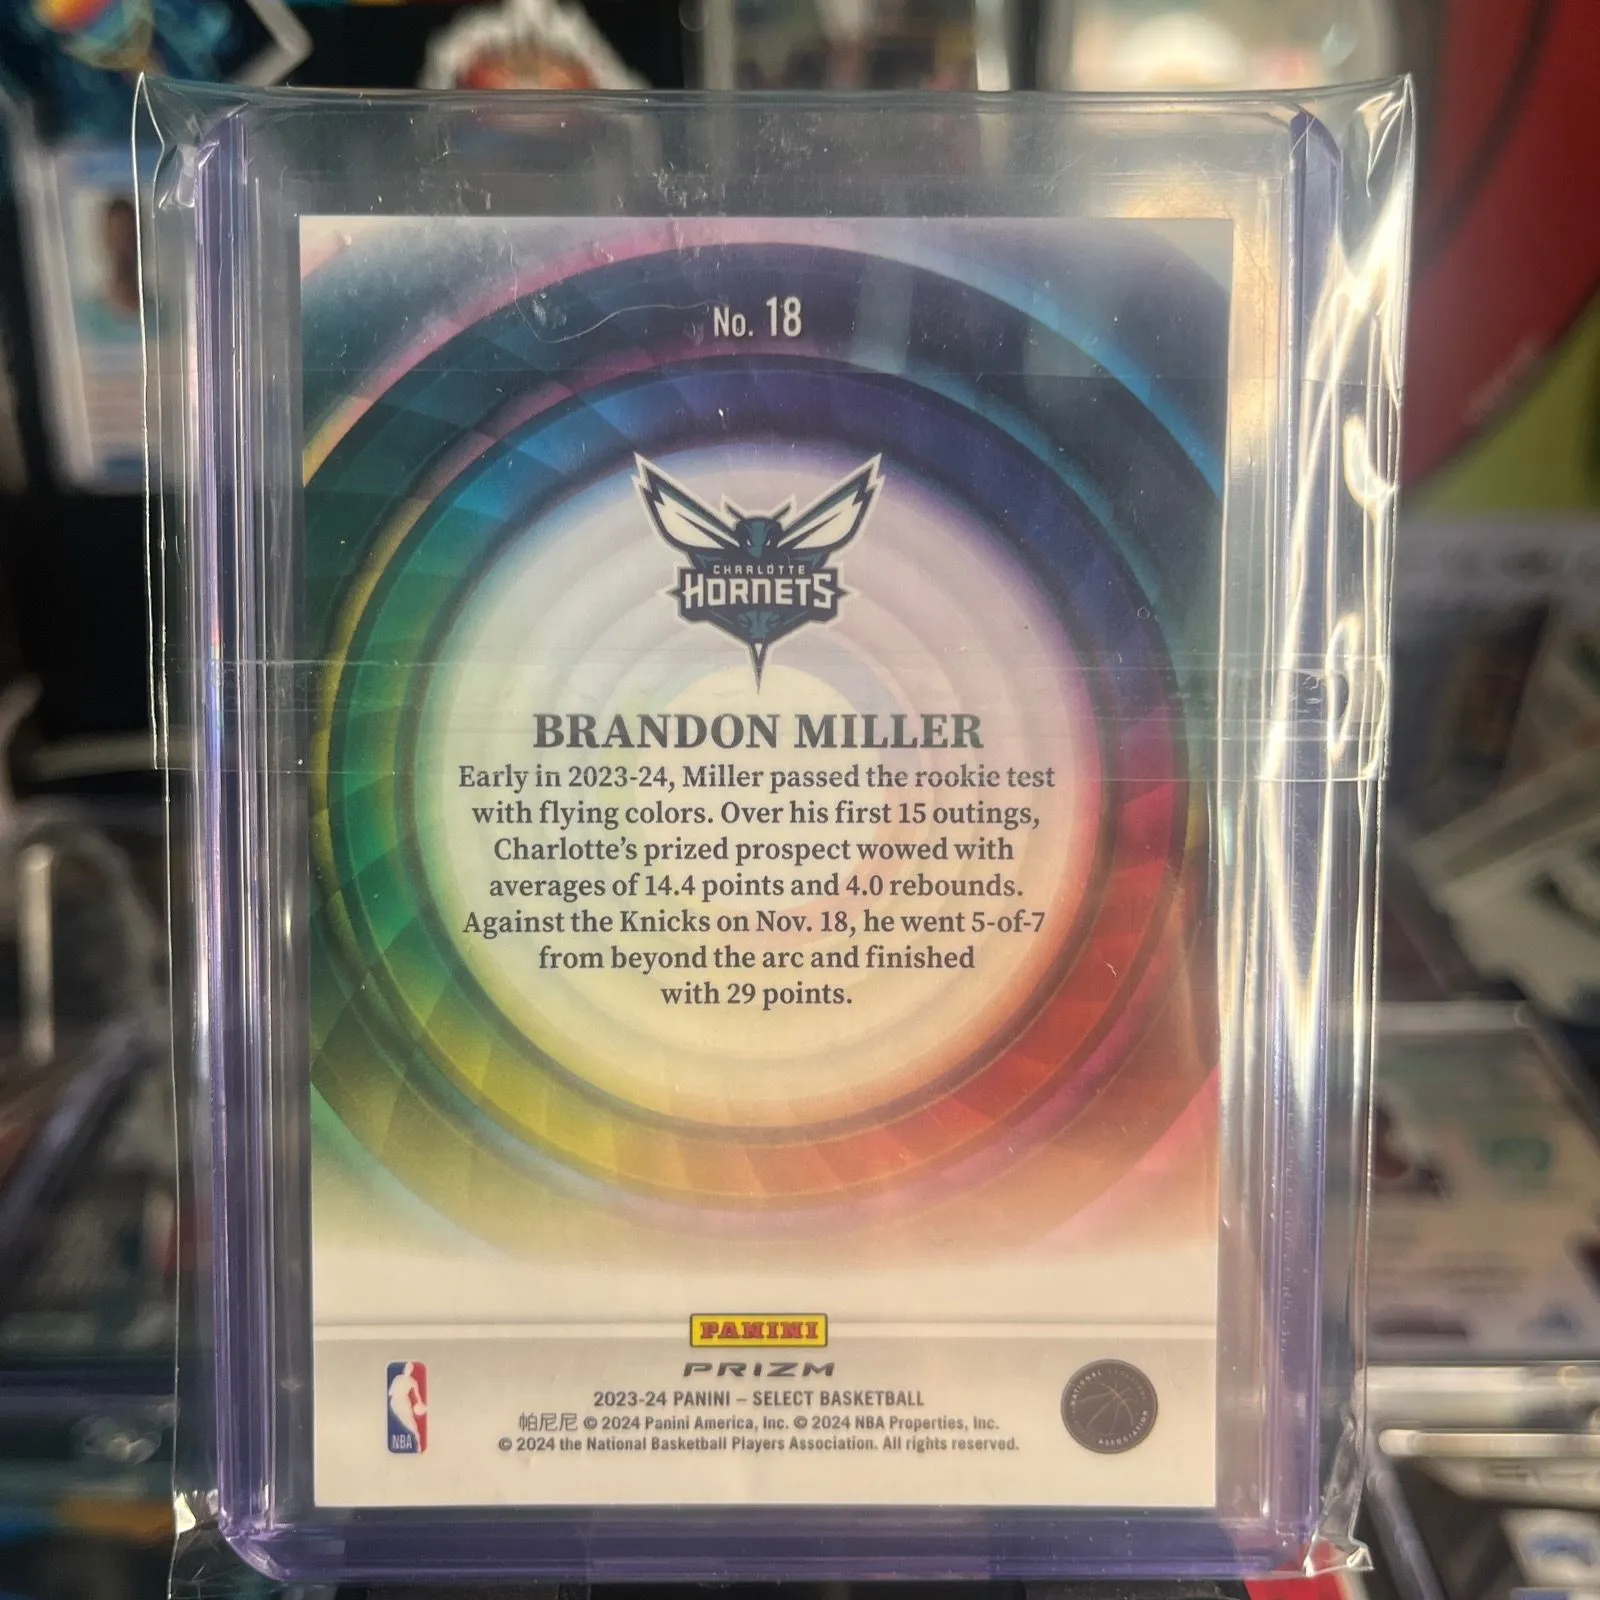 No. 18
CHARLOTTE
HORNETS
BRANDON MILLER
Early in 2023-24, Miller passed the rookie test
with flying colors. Over his first 15 outings,
Charlotte's prized prospect wowed with
averages of 14.4 points and 4.0 rebounds.
Against the Knicks on Nov. 18, he went 5-of-7
from beyond the arc and finished
with 29 points.
PANINI
PRIZM
2023-24 PANINI – SELECT BASKETBALL
帕尼尼 © 2024 Panini America, Inc. © 2024 NBA Properties, Inc.
© 2024 the National Basketball Players Association. All rights reserved.
NBA